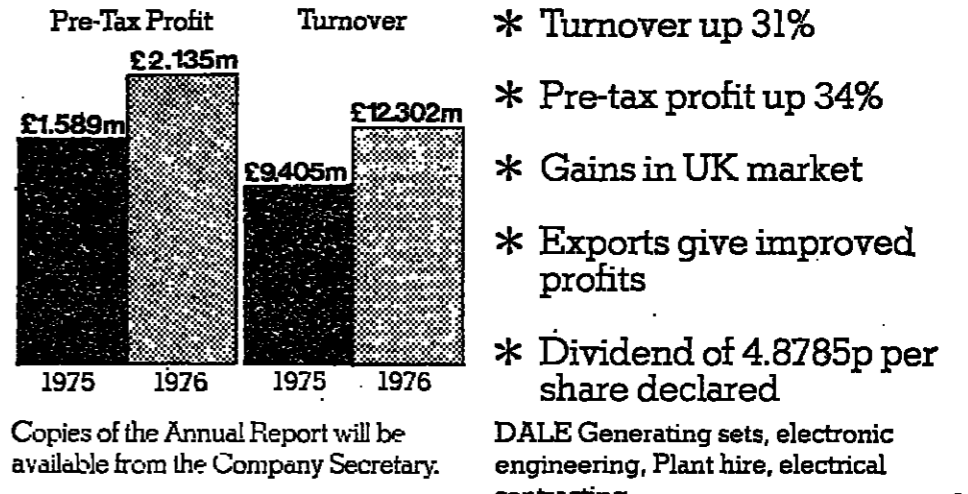 Pre-Tax Profit
Turnover
£2.135m
£1.589m
£12.302m
£9.405m
1975
1976
1975
1976
Copies of the Annual Report will be
available from the Company Secretary.
* Turnover up 31%
* Pre-tax profit up 34%
* Gains in UK market
* Exports give improved
profits
* Dividend of 4.8785p per
share declared
DALE Generating sets, electronic
engineering, Plant hire, electrical